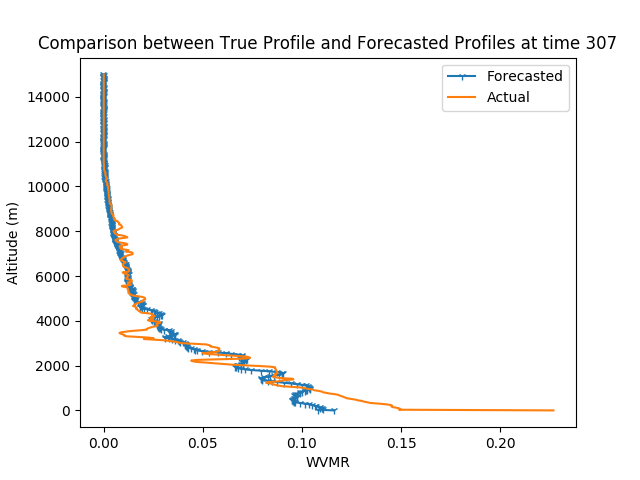 Comparison between True Profile and Forecasted Profiles at time 307
Forecasted
Actual
14000
12000
10000
8000
6000
4000
2000
0
Altitude (m)
0.00
0.05
0.10
0.15
0.20
WVMR